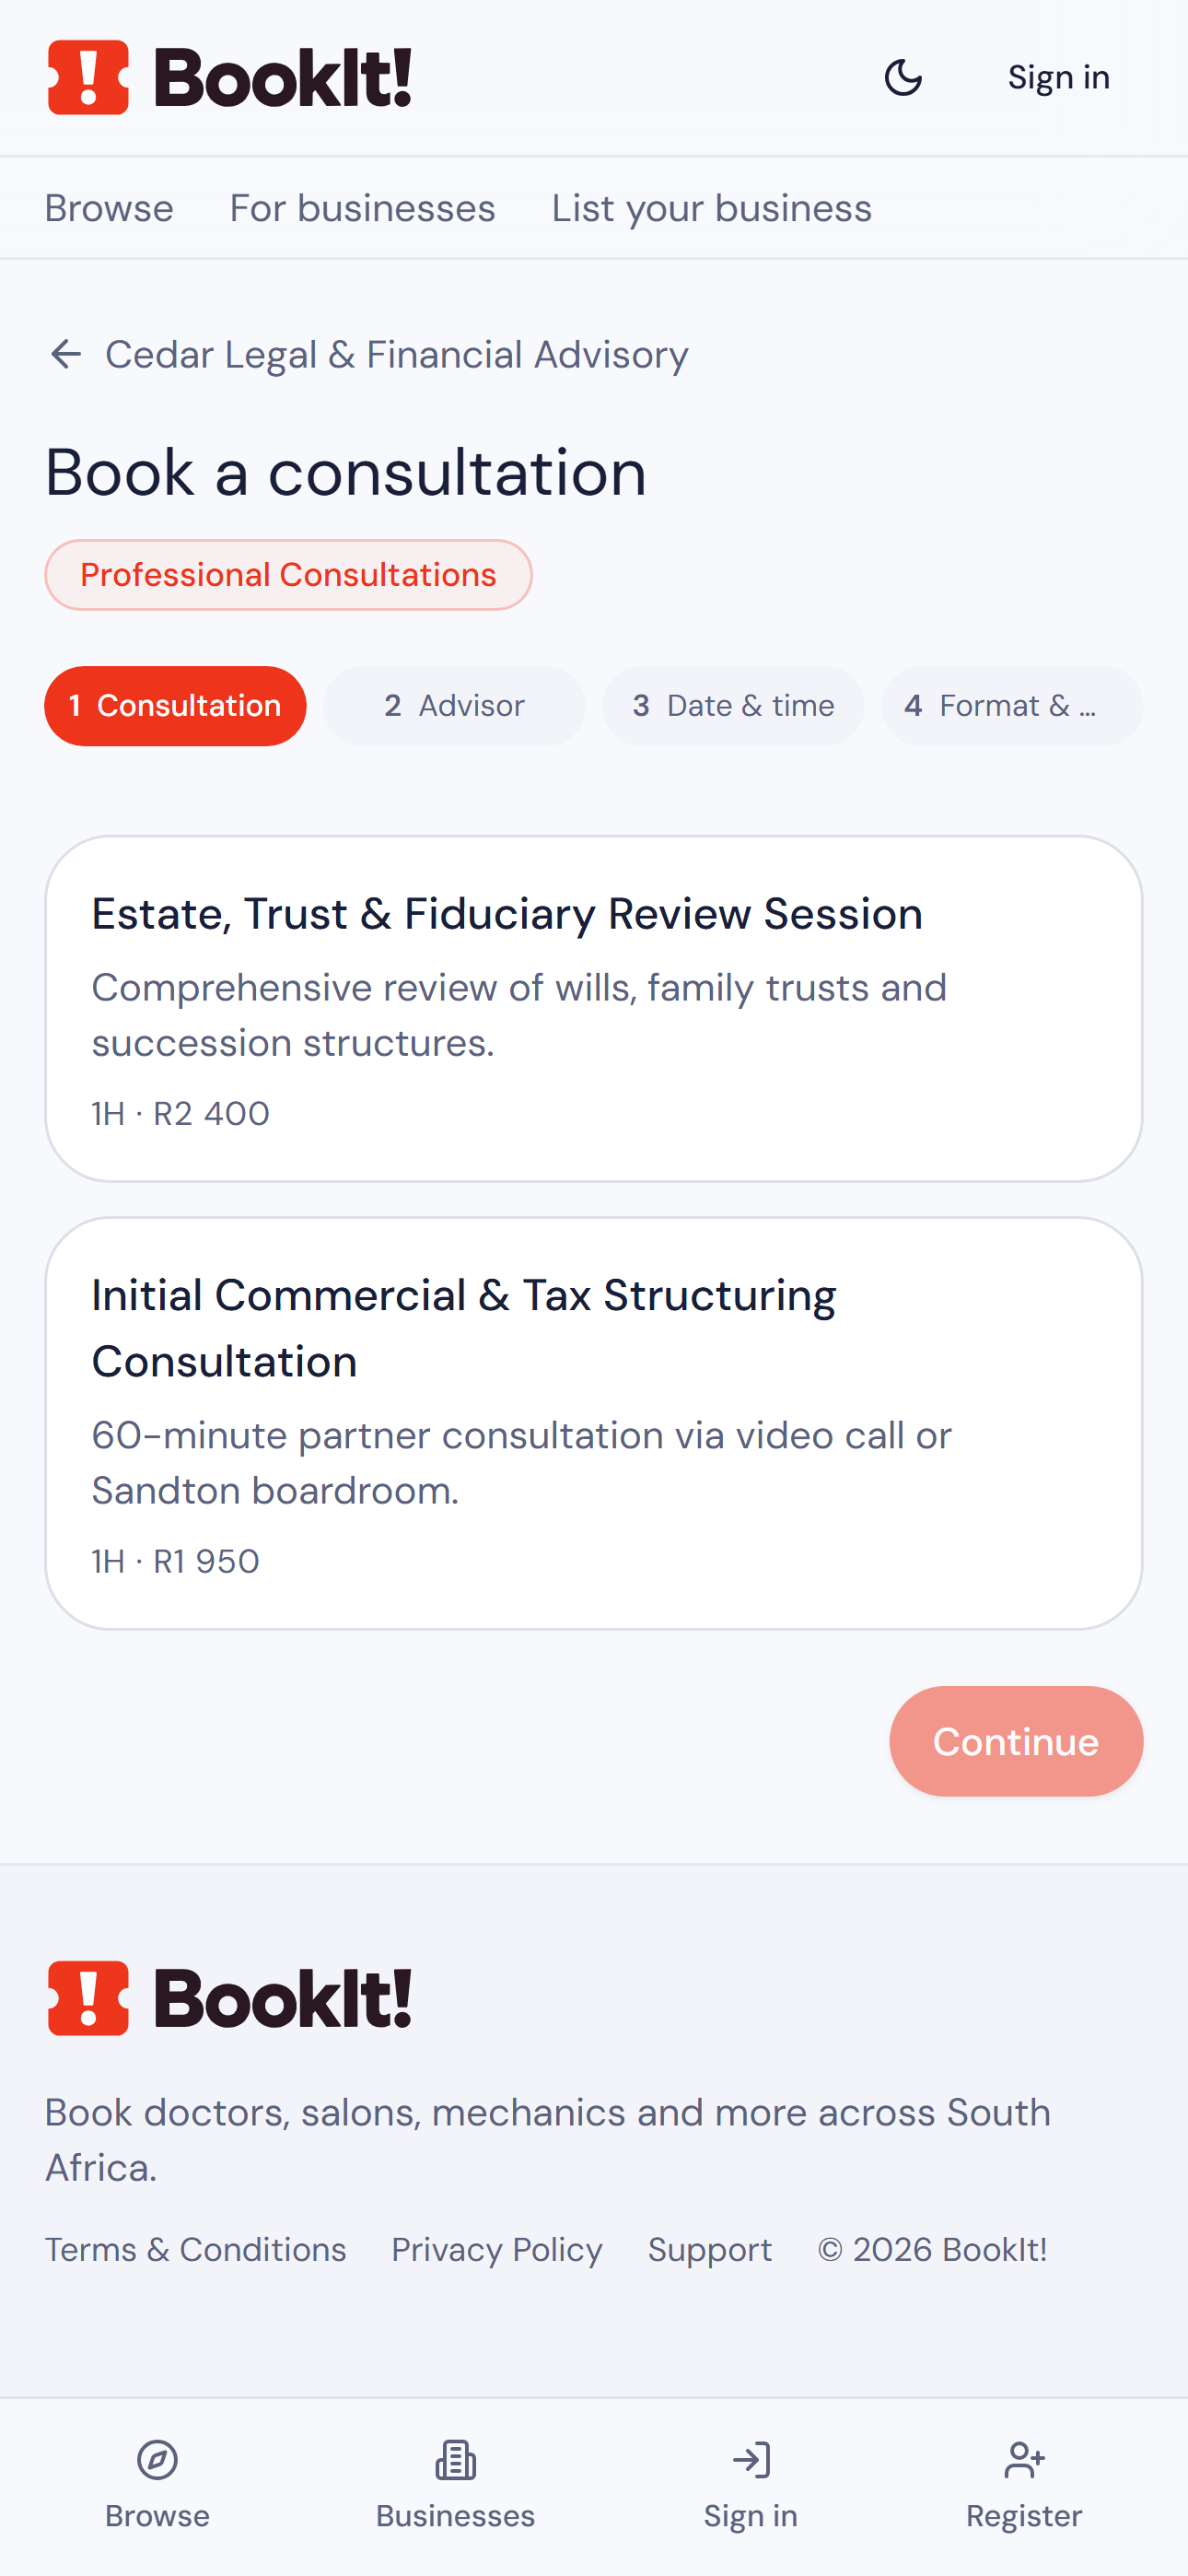 BookIt!
Sign in
Browse
For businesses
List your business
Cedar Legal & Financial Advisory
Book a consultation
Professional Consultations
1 Consultation
2 Advisor
3 Date & time
4 Format & ...
Estate, Trust & Fiduciary Review Session
Comprehensive review of wills, family trusts and
succession structures.
1H · R2 400
Initial Commercial & Tax Structuring
Consultation
60-minute partner consultation via video call or
Sandton boardroom.
1H · R1 950
Continue
BookIt!
Book doctors, salons, mechanics and more across South
Africa.
Terms & Conditions
Privacy Policy
Support
© 2026 BookIt!
Browse
Businesses
Sign in
Register